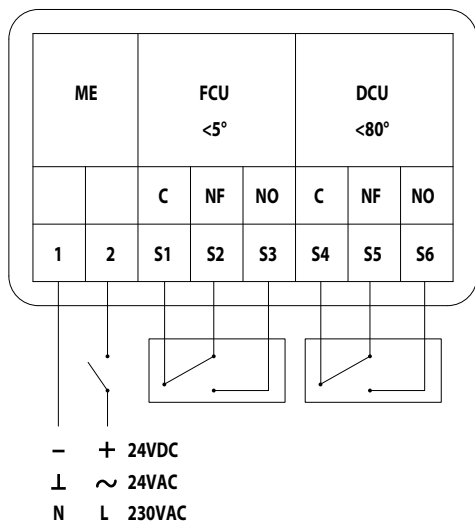 ME FCU DCU
<5° <80°
C NF NO C NF NO
1 2 S1 S2 S3 S4 S5 S6
– + 24VDC
⊥ ~ 24VAC
N L 230VAC